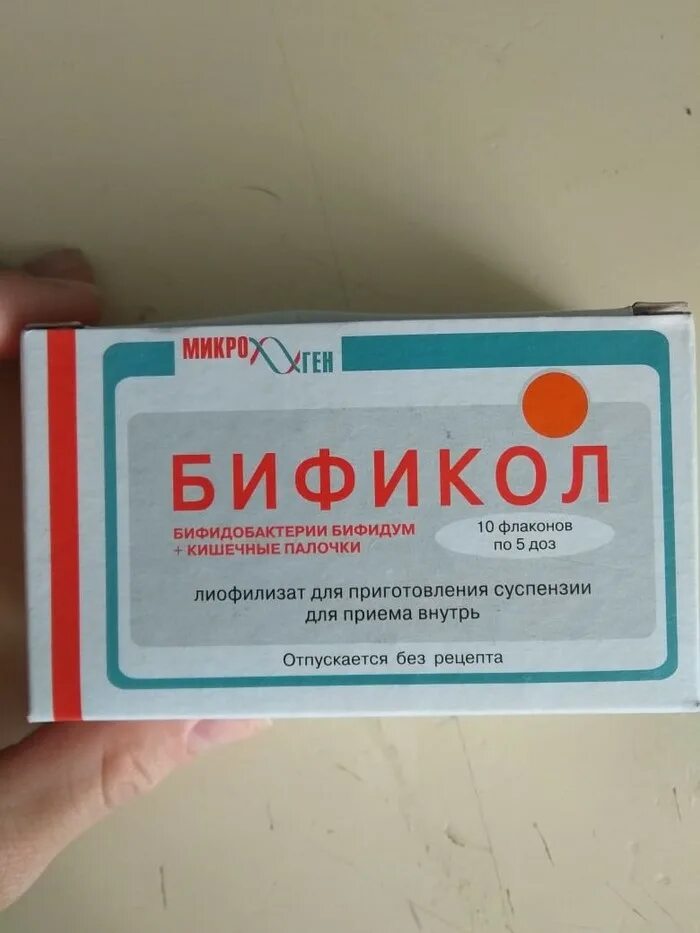 МИКРОГЕН
БИФИКОЛ
БИФИДОБАКТЕРИИ БИФИДУМ
+ КИШЕЧНЫЕ ПАЛОЧКИ
10 флаконов
по 5 доз
лиофилизат для приготовления суспензии
для приема внутрь
Отпускается без рецепта